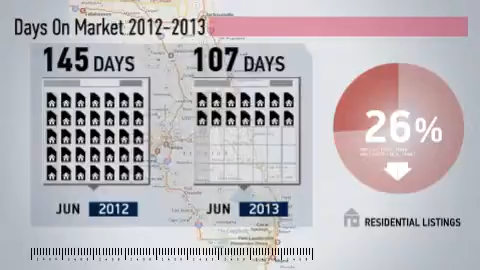 Days On Market 2012-2013
145 DAYS
107 DAYS
26%
JUN 2012
JUN 2013
RESIDENTIAL LISTINGS